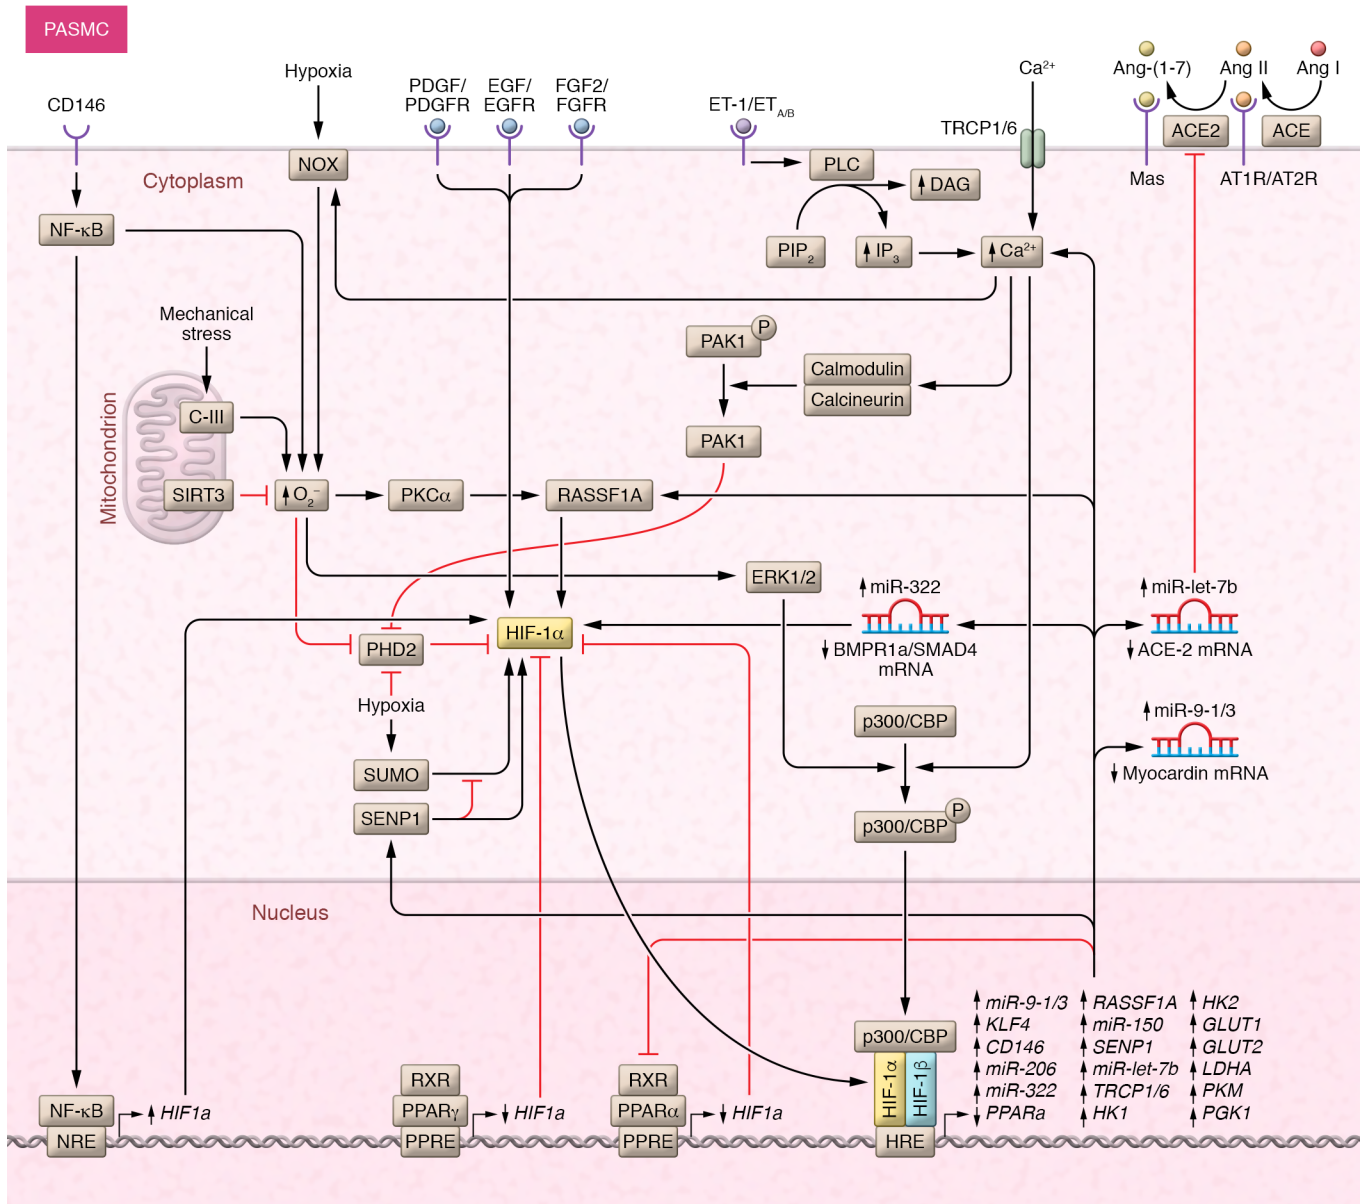 PASMC
CD146
Hypoxia
PDGF/
PDGFR
EGF/
EGFR
FGF2/
FGFR
ET-1/ET A/B
Ca2+
TRCP1/6
Ang-(1-7)
Ang II
Ang I
ACE2
ACE
Mas
AT1R/AT2R
Cytoplasm
NOX
PLC
DAG
NF-κB
PIP2
IP3
Ca2+
Mechanical
stress
PAK1
P
Calmodulin
Calcineurin
Mitochondrion
C-III
PAK1
SIRT3
O2−
PKCα
RASSF1A
ERK1/2
miR-322
BMPR1a/SMAD4
mRNA
miR-let-7b
ACE-2 mRNA
HIF-1α
PHD2
Hypoxia
SUMO
SENP1
p300/CBP
p300/CBP
P
miR-9-1/3
Myocardin mRNA
Nucleus
NF-κB
NRE
HIF1a
RXR
PPARγ
PPRE
HIF1a
RXR
PPARα
PPRE
HIF1a
p300/CBP
HIF-1α
HIF-1β
HRE
miR-9-1/3
KLF4
CD146
miR-206
miR-322
PPARa
RASSF1A
miR-150
SENP1
miR-let-7b
TRCP1/6
HK1
HK2
GLUT1
GLUT2
LDHA
PKM
PGK1